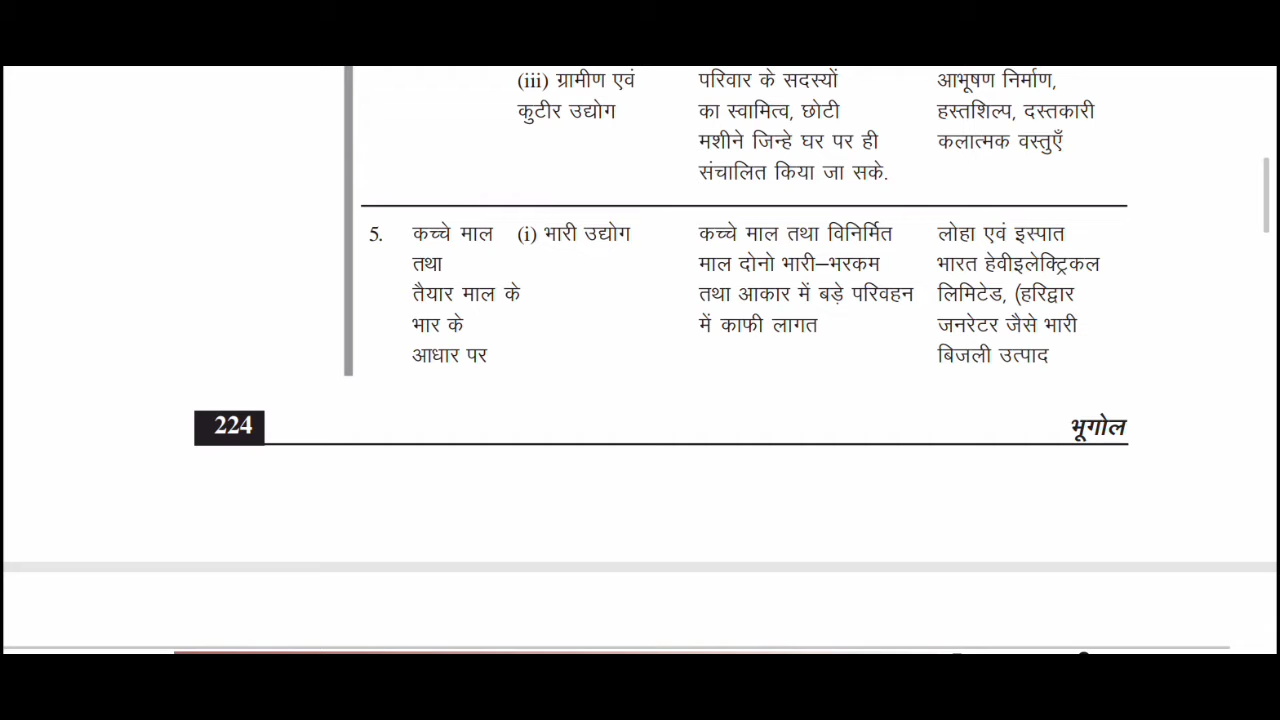 (iii) ग्रामीण एवं परिवार के सदस्यों आभूषण निर्माण,
कुटीर उद्योग का स्वामित्व, छोटी हस्तशिल्प, दस्तकारी
मशीने जिन्हे घर पर ही कलात्मक वस्तुएँ
संचालित किया जा सके.
5. कच्चे माल (i) भारी उद्योग कच्चे माल तथा विनिर्मित लोहा एवं इस्पात
तथा माल दोनो भारी–भरकम भारत हेवीइलेक्ट्रिकल
तैयार माल के तथा आकार में बड़े परिवहन लिमिटेड, (हरिद्वार
भार के में काफी लागत जनरेटर जैसे भारी
आधार पर बिजली उत्पाद
224 भूगोल